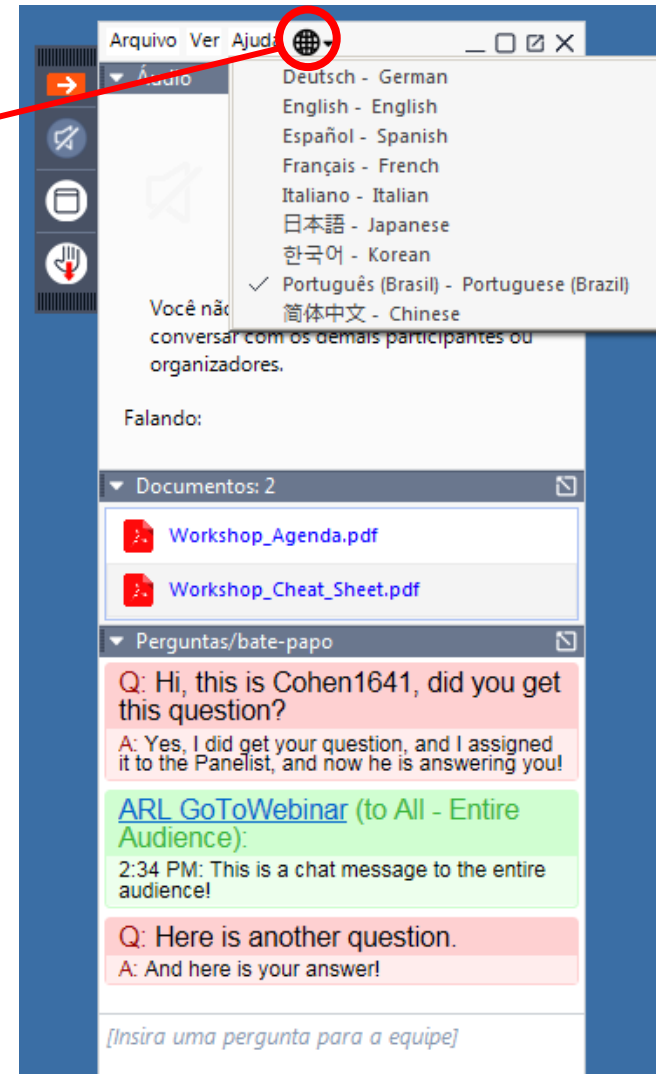 Arquivo Ver Ajuda
Áudio
Deutsch - German
English - English
Español - Spanish
Français - French
Italiano - Italian
日本語 - Japanese
한국어 - Korean
Português (Brasil) - Portuguese (Brazil)
简体中文 - Chinese
Você não
conversar com os demais participantes ou
organizadores.
Falando:
Documentos: 2
Workshop_Agenda.pdf
Workshop_Cheat_Sheet.pdf
Perguntas/bate-papo
Q: Hi, this is Cohen1641, did you get
this question?
A: Yes, I did get your question, and I assigned
it to the Panelist, and now he is answering you!
ARL GoToWebinar (to All - Entire
Audience):
2:34 PM: This is a chat message to the entire
audience!
Q: Here is another question.
A: And here is your answer!
[Insira uma pergunta para a equipe]